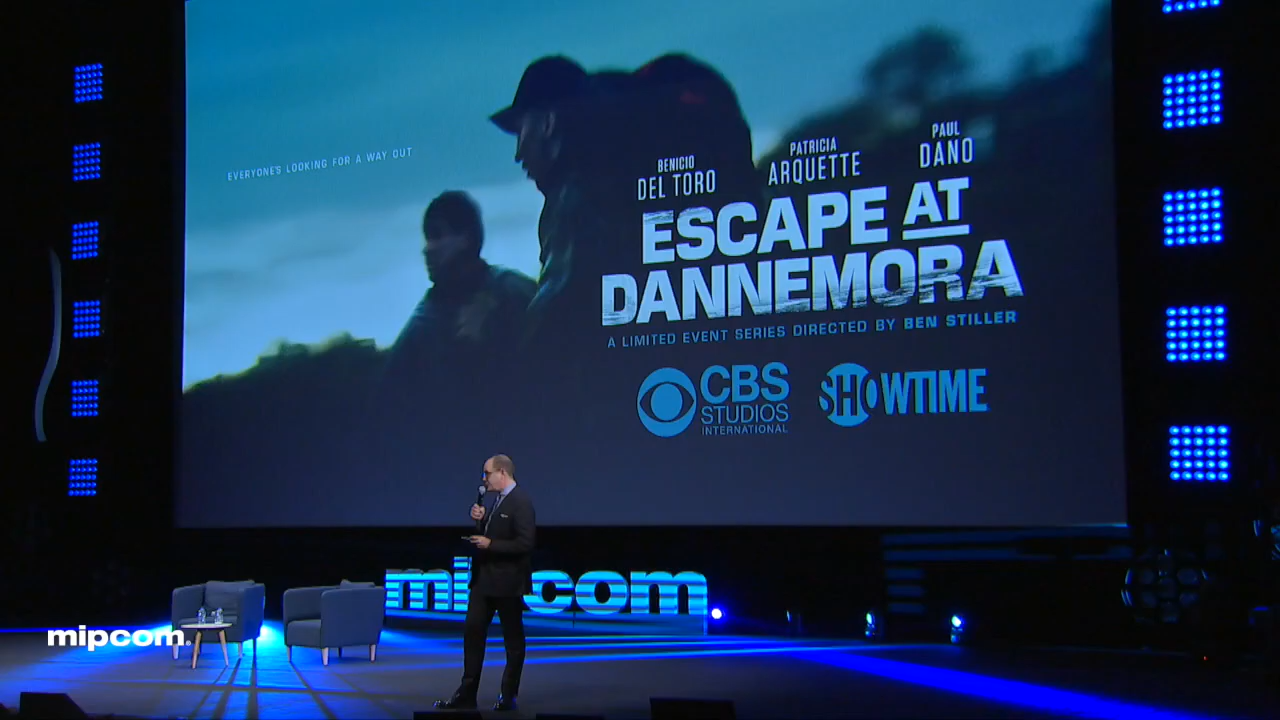 EVERYONE'S LOOKING FOR A WAY OUT
BENICIO
DEL TORO
PATRICIA
ARQUETTE
PAUL
DANO
ESCAPE AT
DANNEMORA
A LIMITED EVENT SERIES DIRECTED BY BEN STILLER
CBS
STUDIOS
INTERNATIONAL
SHOWTIME
mipcom
mipcom.